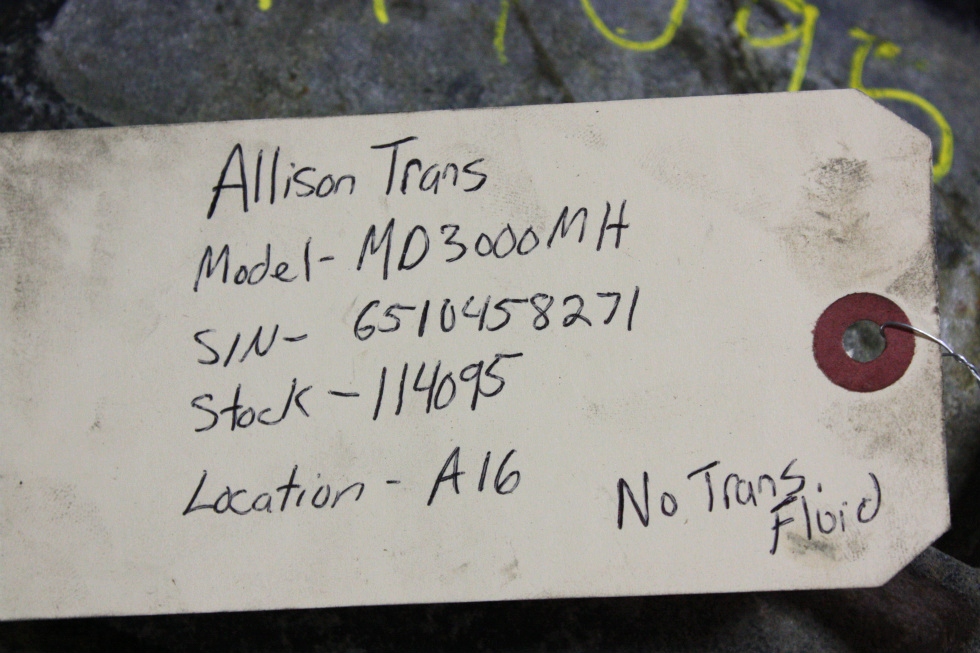 Allison Trans
Model- MD3000MH
S/N- 6510458271
Stock - 114095
Location - A16
No Trans.
Fluid